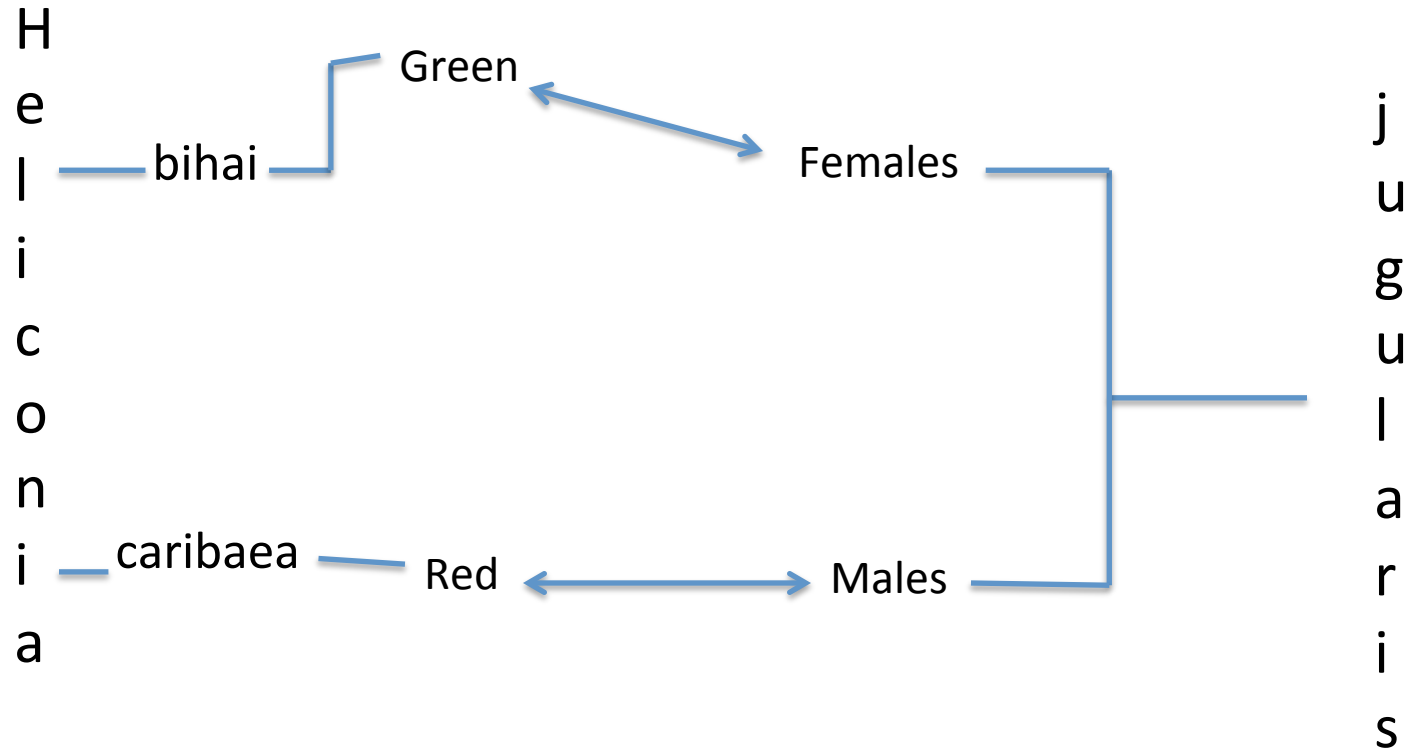 Heliconia
Green
bihai
Females
caribaea
Red
Males
jugularis